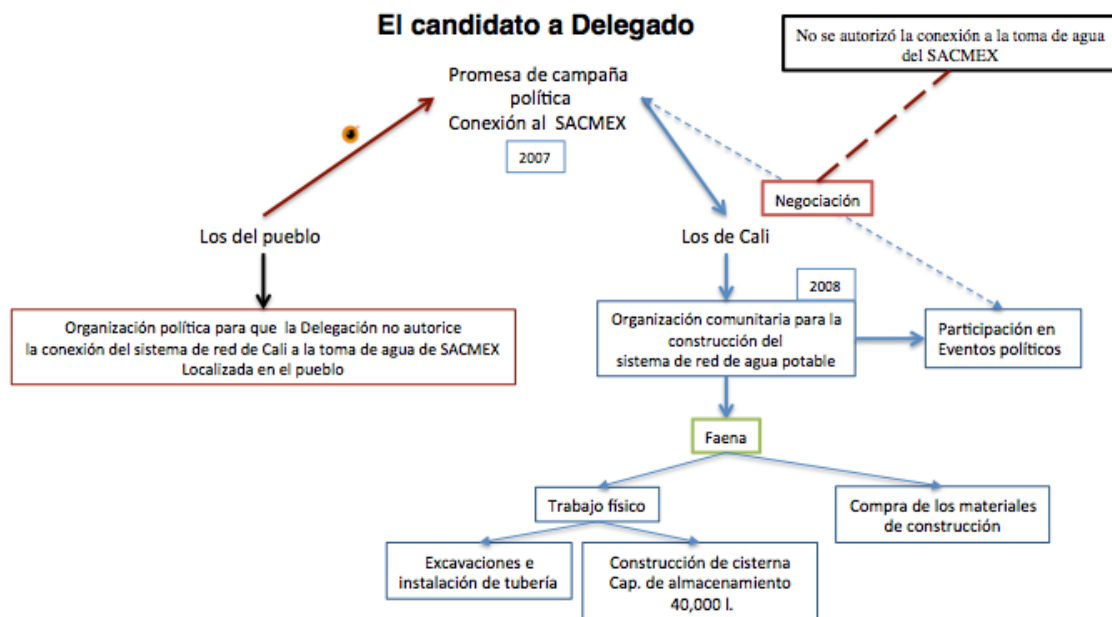 El candidato a Delegado
No se autorizó la conexión a la toma de agua
del SACMEX
Promesa de campaña
política
Conexión al SACMEX
2007
Negociación
Los del pueblo
Los de Cali
2008
Organización política para que la Delegación no autorice
la conexión del sistema de red de Cali a la toma de agua de SACMEX
Localizada en el pueblo
Organización comunitaria para la
construcción del
sistema de red de agua potable
Participación en
Eventos políticos
Faena
Trabajo físico
Compra de los materiales
de construcción
Excavaciones e
instalación de tubería
Construcción de cisterna
Cap. de almacenamiento
40,000 l.